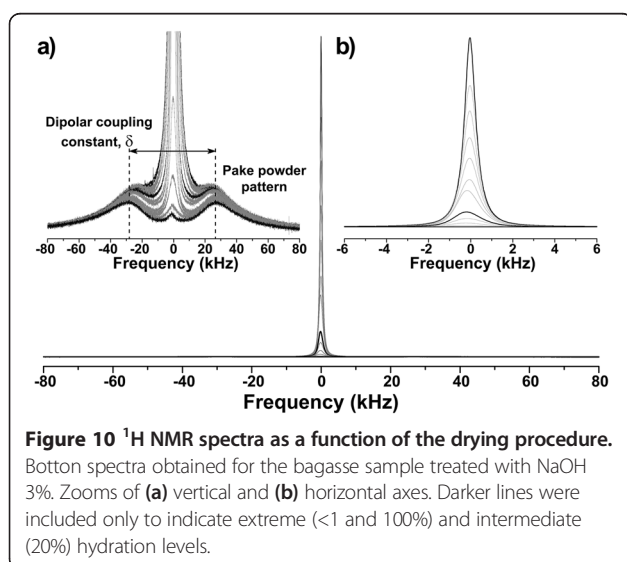 a)
b)
Dipolar coupling
constant, δ
Pake powder
pattern
-80 -60 -40 -20 0 20 40 60 80
Frequency (kHz)
-6 -4 -2 0 2 4 6
Frequency (kHz)
-80 -60 -40 -20 0 20 40 60 80
Frequency (kHz)
Figure 10 ¹H NMR spectra as a function of the drying procedure.
Botton spectra obtained for the bagasse sample treated with NaOH
3%. Zooms of (a) vertical and (b) horizontal axes. Darker lines were
included only to indicate extreme (<1 and 100%) and intermediate
(20%) hydration levels.